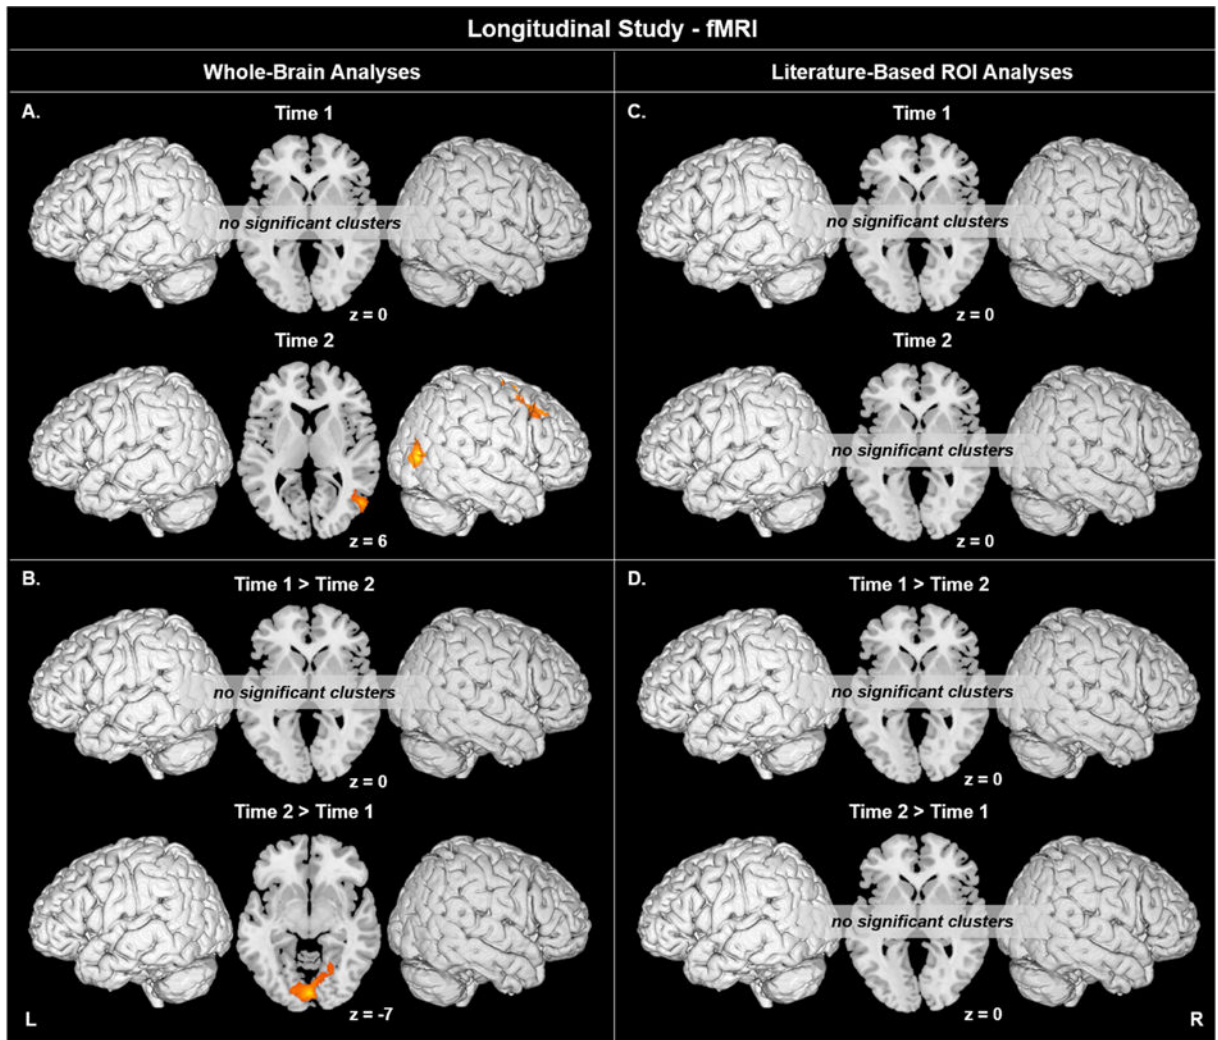 Longitudinal Study - fMRI
Whole-Brain Analyses
Literature-Based ROI Analyses
A.
Time 1
no significant clusters
z = 0
Time 2
z = 6
C.
Time 1
no significant clusters
z = 0
Time 2
no significant clusters
z = 0
B.
Time 1 > Time 2
no significant clusters
z = 0
Time 2 > Time 1
z = -7
L
D.
Time 1 > Time 2
no significant clusters
z = 0
Time 2 > Time 1
no significant clusters
z = 0
R